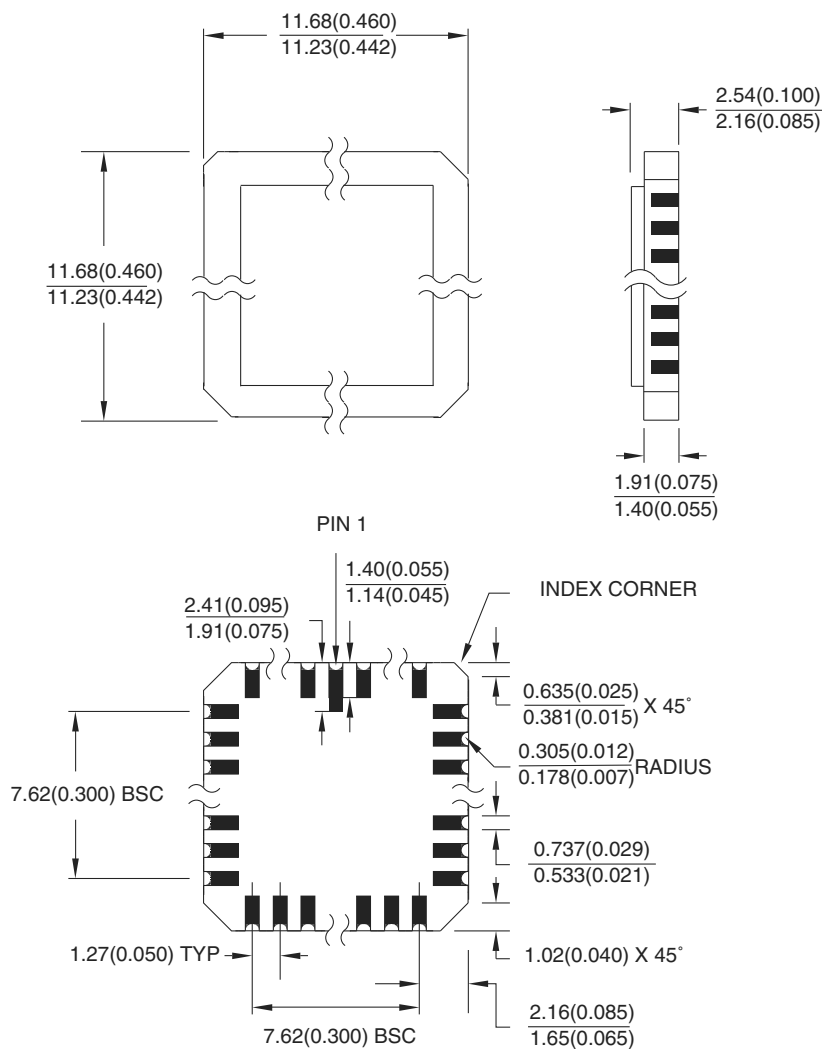 11.68(0.460)
11.23(0.442)
2.54(0.100)
2.16(0.085)
11.68(0.460)
11.23(0.442)
1.91(0.075)
1.40(0.055)
PIN 1
1.40(0.055)
1.14(0.045)
INDEX CORNER
2.41(0.095)
1.91(0.075)
0.635(0.025)
0.381(0.015) X 45°
0.305(0.012)
0.178(0.007) RADIUS
7.62(0.300) BSC
0.737(0.029)
0.533(0.021)
1.27(0.050) TYP
1.02(0.040) X 45°
7.62(0.300) BSC
2.16(0.085)
1.65(0.065)